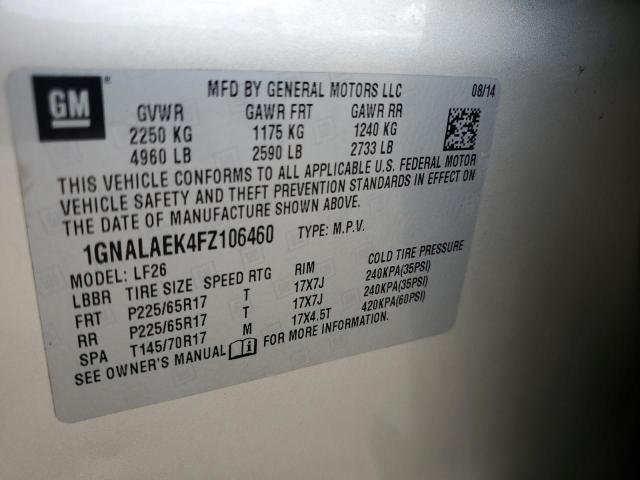 GM
MFD BY GENERAL MOTORS LLC 08/14
GVWR GAWR FRT GAWR RR
2250 KG 1175 KG 1240 KG
4960 LB 2590 LB 2733 LB
THIS VEHICLE CONFORMS TO ALL APPLICABLE U.S. FEDERAL MOTOR
VEHICLE SAFETY AND THEFT PREVENTION STANDARDS IN EFFECT ON
THE DATE OF MANUFACTURE SHOWN ABOVE.
1GNALAEK4FZ106460 TYPE: M.P.V.
MODEL: LF26
LBBR TIRE SIZE SPEED RTG RIM COLD TIRE PRESSURE
FRT P225/65R17 T 17X7J 240KPA(35PSI)
RR P225/65R17 T 17X7J 240KPA(35PSI)
SPA T145/70R17 M 17X4.5T 420KPA(60PSI)
SEE OWNER'S MANUAL FOR MORE INFORMATION.